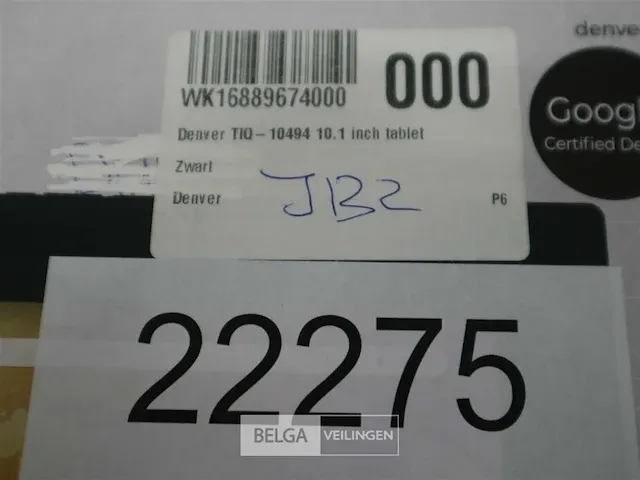 denve
WK16889674000
000
Googl
Certified De
Denver TIQ-10494 10.1 inch tablet
Zwart
JB2
Denver
P6
22275
BELGA VEILINGEN